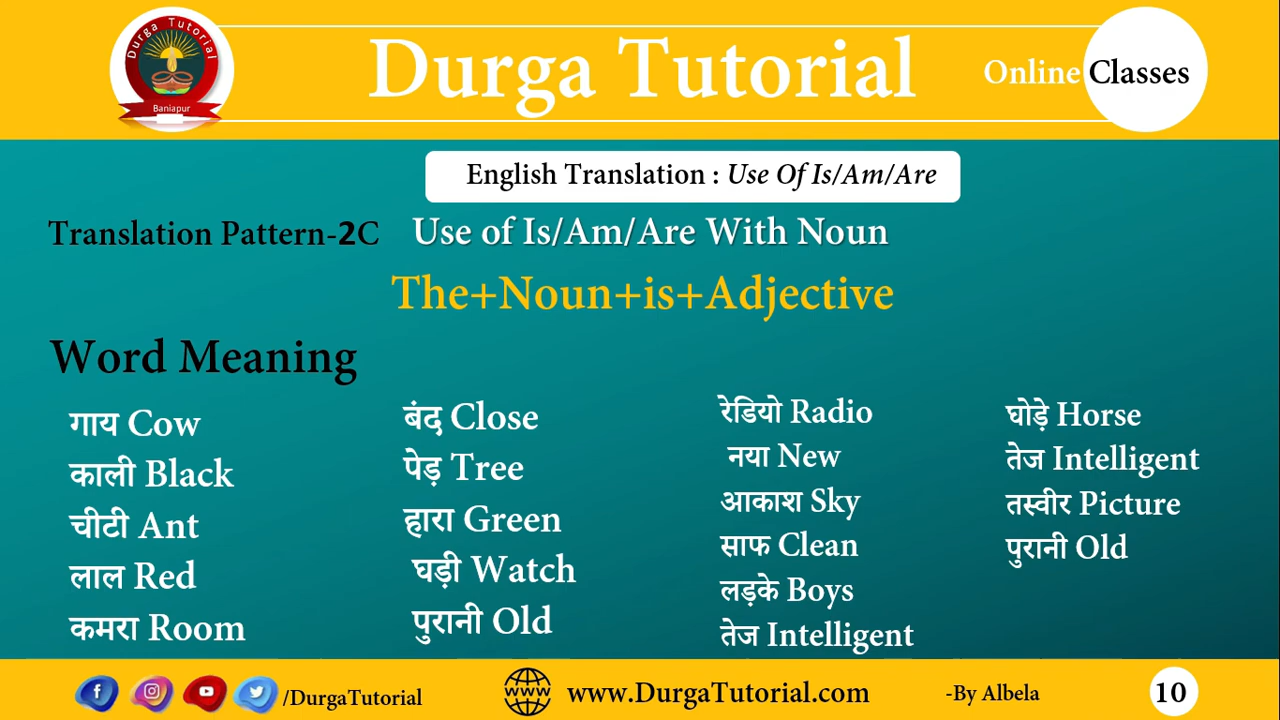 Durga Tutorial
Baniapur
Durga Tutorial
Online Classes
English Translation : Use Of Is/Am/Are
Translation Pattern-2C
Use of Is/Am/Are With Noun
The+Noun+is+Adjective
Word Meaning
गाय Cow
काली Black
चीटी Ant
लाल Red
कमरा Room
बंद Close
पेड़ Tree
हारा Green
घड़ी Watch
पुरानी Old
रेडियो Radio
नया New
आकाश Sky
साफ Clean
लड़के Boys
तेज Intelligent
घोड़े Horse
तेज Intelligent
तस्वीर Picture
पुरानी Old
/DurgaTutorial
www
www.DurgaTutorial.com
-By Albela
10